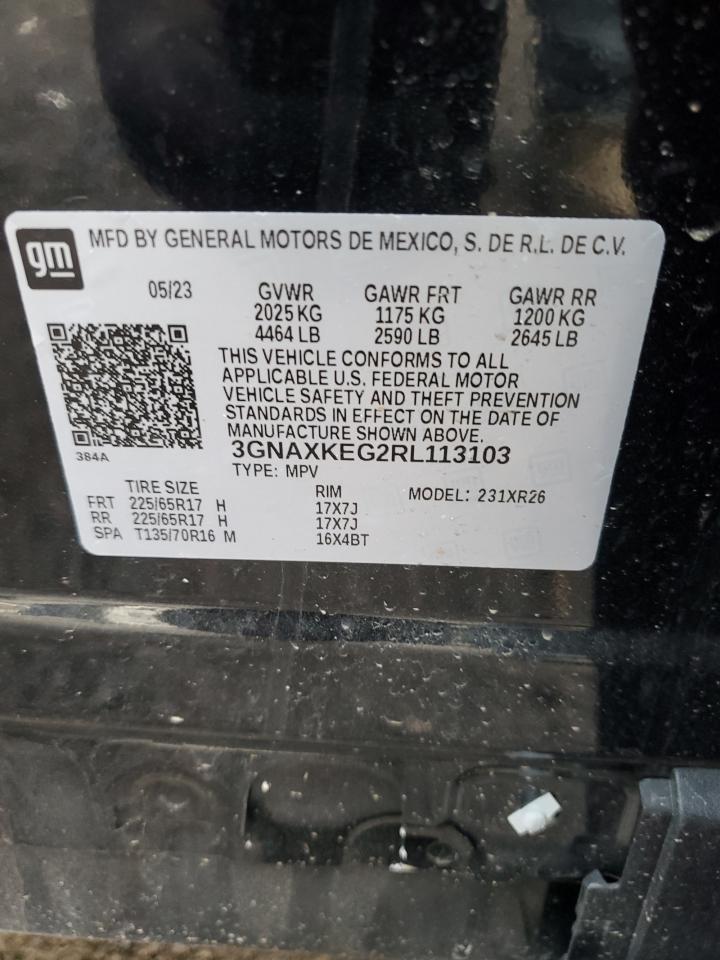 gm
MFD BY GENERAL MOTORS DE MEXICO, S. DE R.L. DE C.V.
05/23 GVWR GAWR FRT GAWR RR
2025 KG 1175 KG 1200 KG
4464 LB 2590 LB 2645 LB
THIS VEHICLE CONFORMS TO ALL
APPLICABLE U.S. FEDERAL MOTOR
VEHICLE SAFETY AND THEFT PREVENTION
STANDARDS IN EFFECT ON THE DATE OF
MANUFACTURE SHOWN ABOVE.
384A
3GNAXKEG2RL113103
TYPE: MPV
TIRE SIZE RIM MODEL: 231XR26
FRT 225/65R17 H 17X7J
RR 225/65R17 H 17X7J
SPA T135/70R16 M 16X4BT